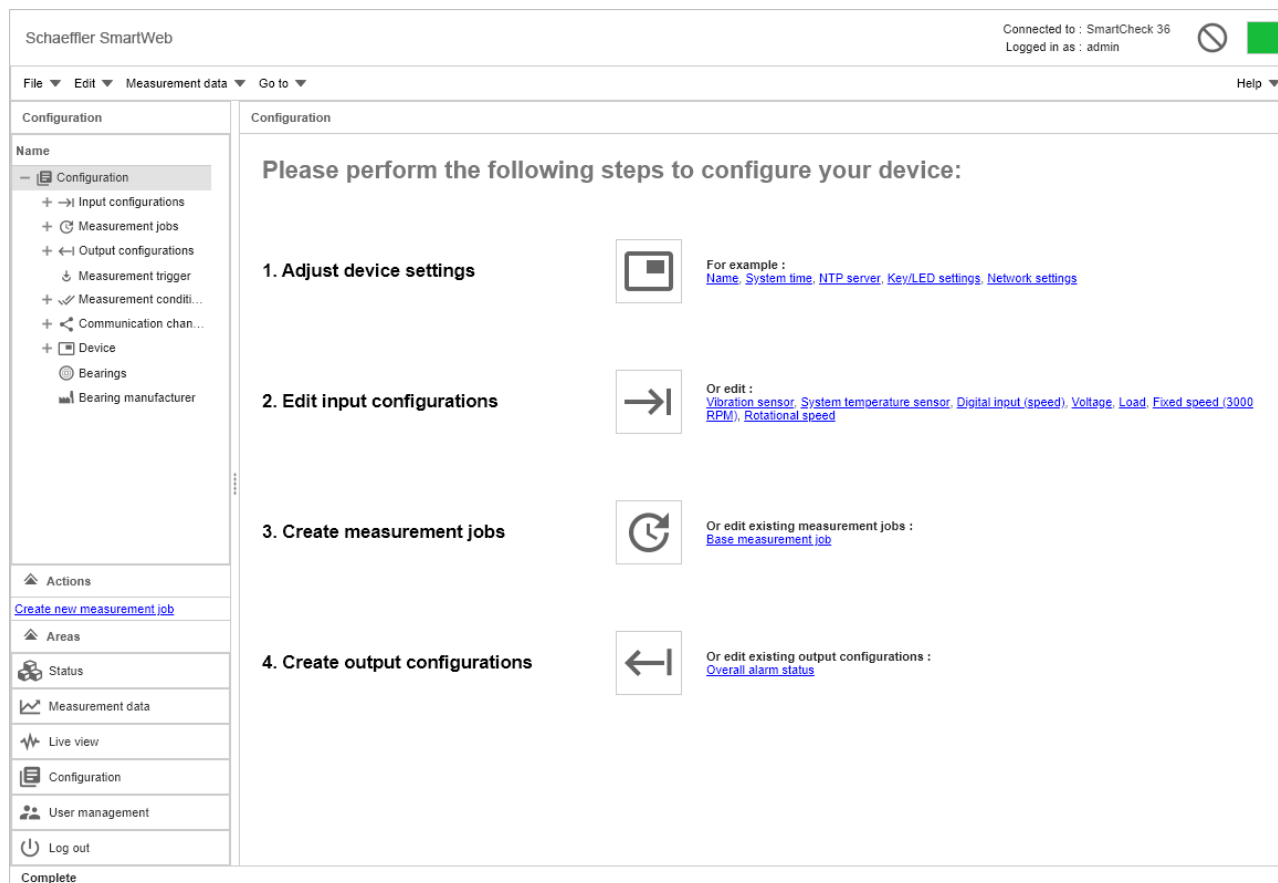 Schaeffler SmartWeb
Connected to : SmartCheck 36
Logged in as : admin
File Edit Measurement data Go to Help
Configuration
Configuration
Name
Configuration
Input configurations
Measurement jobs
Output configurations
Measurement trigger
Measurement conditi...
Communication chan...
Device
Bearings
Bearing manufacturer
Actions
Create new measurement job
Areas
Status
Measurement data
Live view
Configuration
User management
Log out
Please perform the following steps to configure your device:
1. Adjust device settings
For example :
Name, System time, NTP server, Key/LED settings, Network settings
2. Edit input configurations
Or edit :
Vibration sensor, System temperature sensor, Digital input (speed), Voltage, Load, Fixed speed (3000
RPM), Rotational speed
3. Create measurement jobs
Or edit existing measurement jobs :
Base measurement job
4. Create output configurations
Or edit existing output configurations :
Overall alarm status
Complete